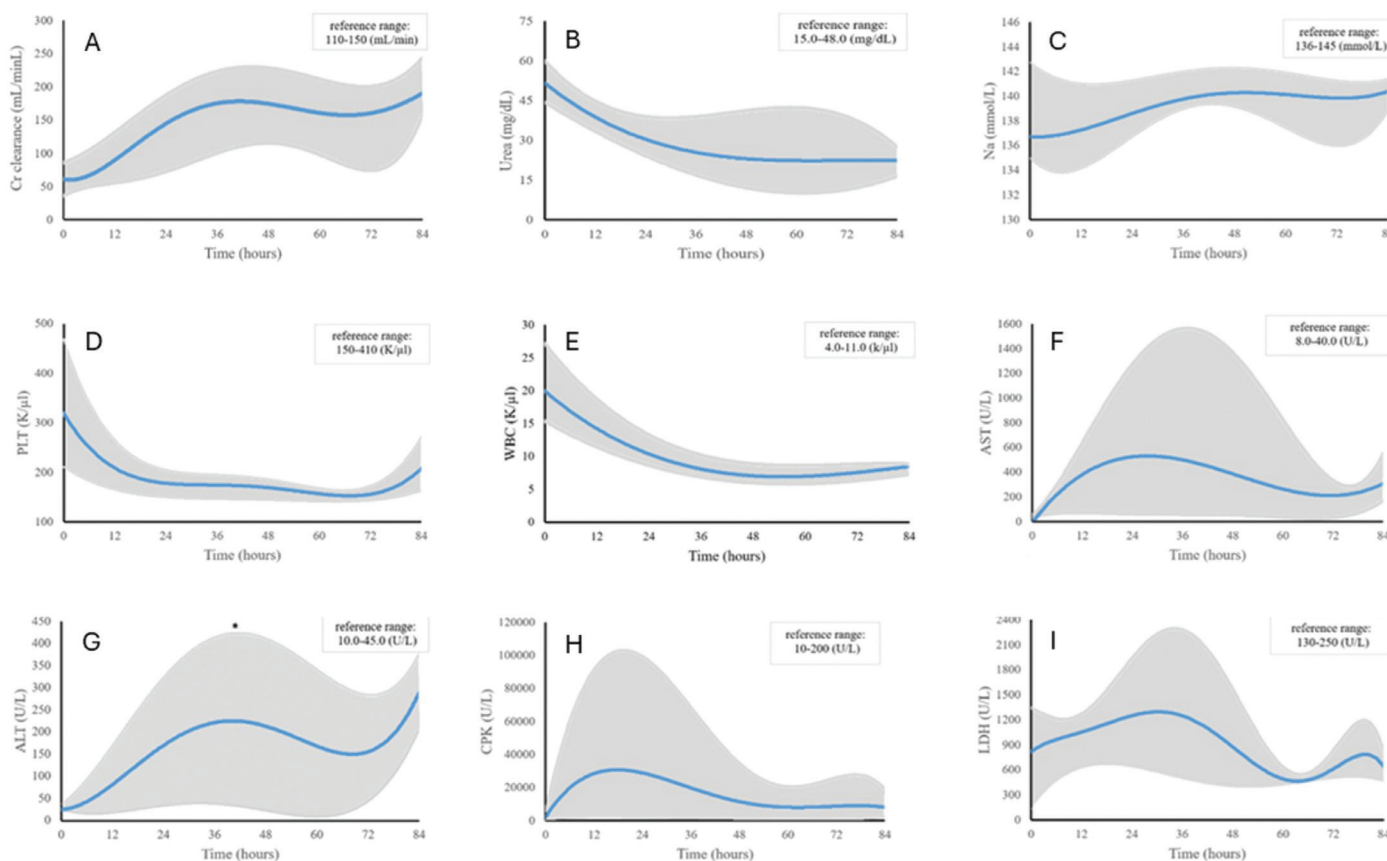 A
reference range:
110-150 (mL/min)
Cr clearance (mL/minL)
300
250
200
150
100
50
0
0 12 24 36 48 60 72 84
Time (hours)
B
reference range:
15.0-48.0 (mg/dL)
Urea (mg/dL)
75
60
45
30
15
0
0 12 24 36 48 60 72 84
Time (hours)
C
reference range:
136-145 (mmol/L)
Na (mmol/L)
146
144
142
140
138
136
134
132
130
0 12 24 36 48 60 72 84
Time (hours)
D
reference range:
150-410 (K/µl)
PLT (K/µl)
500
400
300
200
100
0 12 24 36 48 60 72 84
Time (hours)
E
reference range:
4.0-11.0 (k/µl)
WBC (K/µl)
30
25
20
15
10
5
0
0 12 24 36 48 60 72 84
Time (hours)
F
reference range:
8.0-40.0 (U/L)
AST (U/L)
1600
1400
1200
1000
800
600
400
200
0
0 12 24 36 48 60 72 84
Time (hours)
G
*
reference range:
10.0-45.0 (U/L)
ALT (U/L)
450
400
350
300
250
200
150
100
50
0
0 12 24 36 48 60 72 84
Time (hours)
H
reference range:
10-200 (U/L)
CPK (U/L)
120000
100000
80000
60000
40000
20000
0
0 12 24 36 48 60 72 84
Time (hours)
I
reference range:
130-250 (U/L)
LDH (U/L)
2400
2100
1800
1500
1200
900
600
300
0
0 12 24 36 48 60 72 84
Time (hours)